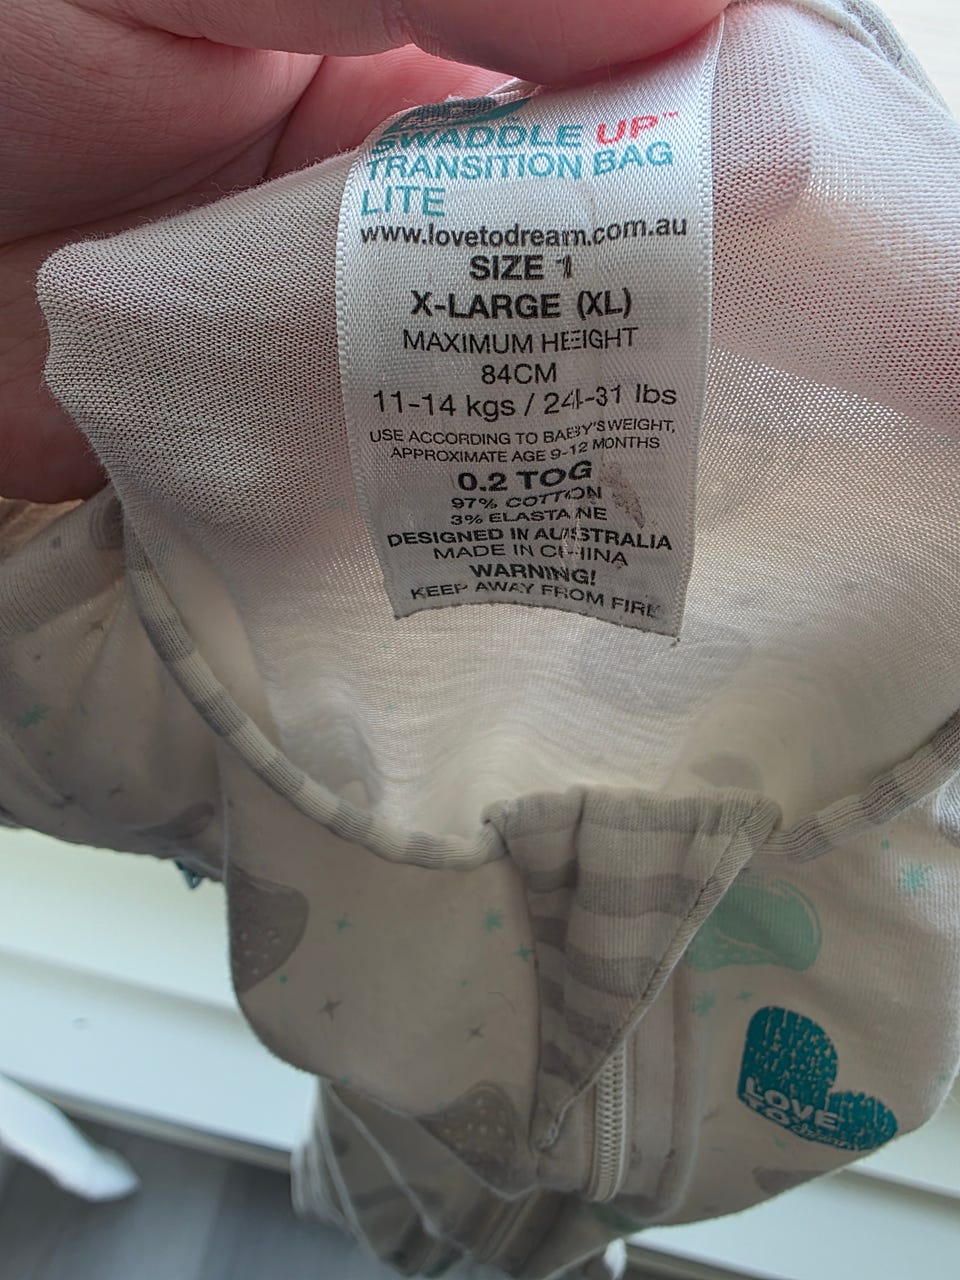 SWADDLE UP™
TRANSITION BAG
LITE
www.lovetodream.com.au
SIZE 1
X-LARGE (XL)
MAXIMUM HEIGHT
84CM
11-14 kgs / 24-31 lbs
USE ACCORDING TO BABY'S WEIGHT,
APPROXIMATE AGE 9-12 MONTHS
0.2 TOG
97% COTTON
3% ELASTANE
DESIGNED IN AUSTRALIA
MADE IN CHINA
WARNING!
KEEP AWAY FROM FIRE
LOVE
TO dream